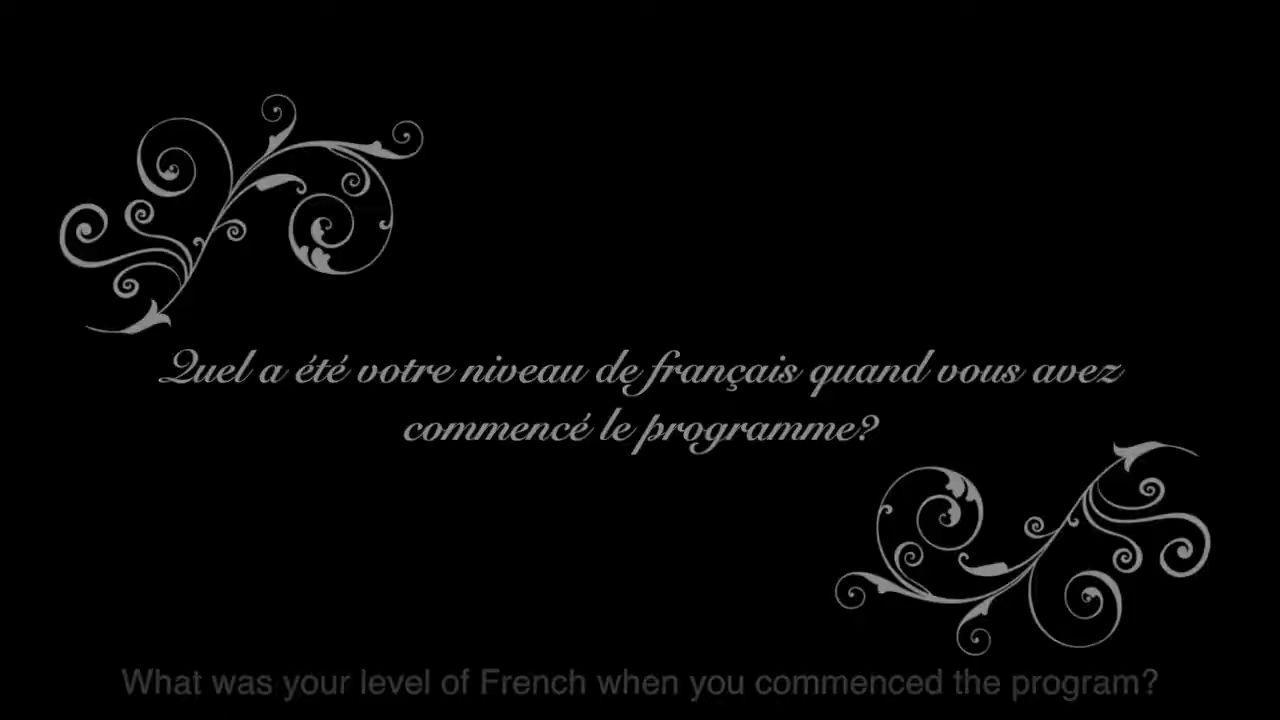 Quel a été votre niveau de français quand vous avez
commencé le programme?
What was your level of French when you commenced the program?